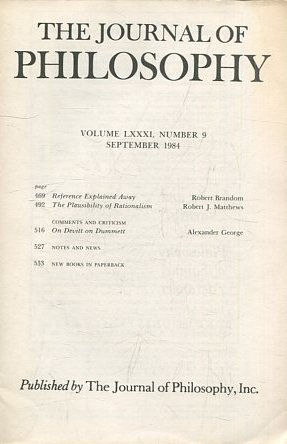 THE JOURNAL OF
PHILOSOPHY
VOLUME LXXXI, NUMBER 9
SEPTEMBER 1984
page
469 Reference Explained Away Robert Brandom
492 The Plausibility of Rationalism Robert J. Matthews
COMMENTS AND CRITICISM
516 On Devitt on Dummett Alexander George
527 NOTES AND NEWS
533 NEW BOOKS IN PAPERBACK
Published by The Journal of Philosophy, Inc.